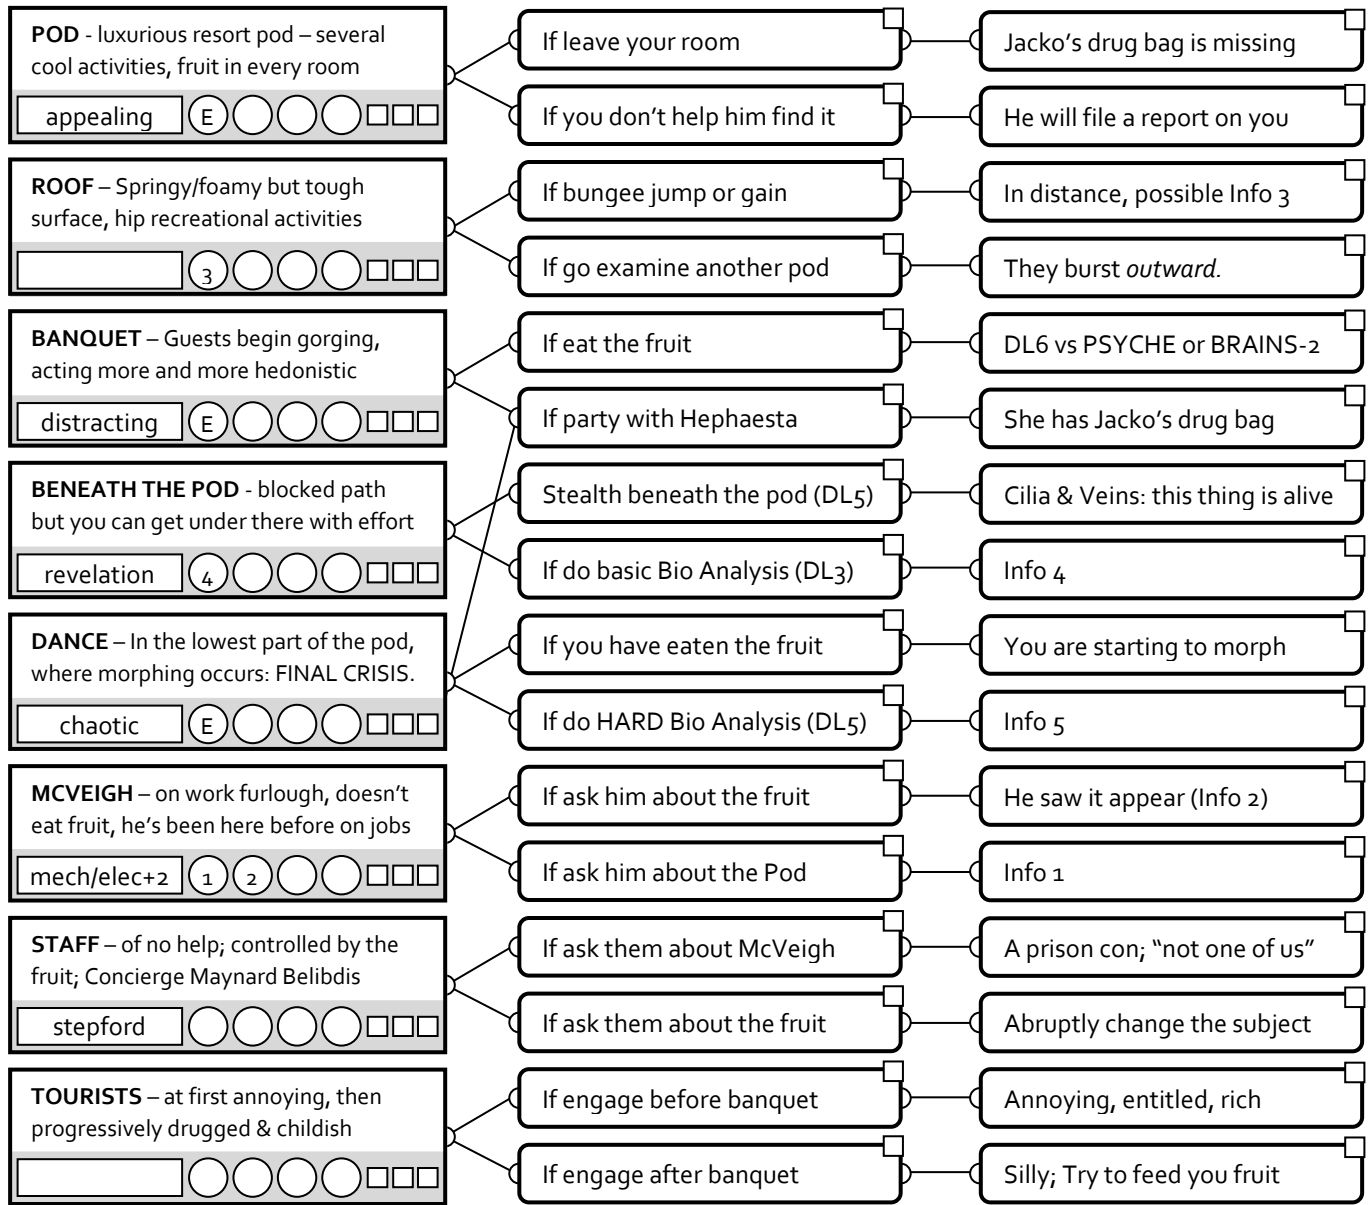 POD - luxurious resort pod – several
cool activities, fruit in every room
appealing E
If leave your room
Jacko's drug bag is missing
If you don't help him find it
He will file a report on you
ROOF – Springy/foamy but tough
surface, hip recreational activities
3
If bungee jump or gain
In distance, possible Info 3
If go examine another pod
They burst outward.
BANQUET – Guests begin gorging,
acting more and more hedonistic
distracting E
If eat the fruit
DL6 vs PSYCHE or BRAINS-2
If party with Hephaesta
She has Jacko's drug bag
BENEATH THE POD - blocked path
but you can get under there with effort
revelation 4
Stealth beneath the pod (DL5)
Cilia & Veins: this thing is alive
If do basic Bio Analysis (DL3)
Info 4
DANCE – In the lowest part of the pod,
where morphing occurs: FINAL CRISIS.
chaotic E
If you have eaten the fruit
You are starting to morph
If do HARD Bio Analysis (DL5)
Info 5
MCVEIGH – on work furlough, doesn't
eat fruit, he's been here before on jobs
mech/elec+2 1 2
If ask him about the fruit
He saw it appear (Info 2)
If ask him about the Pod
Info 1
STAFF – of no help; controlled by the
fruit; Concierge Maynard Belibdis
stepford
If ask them about McVeigh
A prison con; "not one of us"
If ask them about the fruit
Abruptly change the subject
TOURISTS – at first annoying, then
progressively drugged & childish
If engage before banquet
Annoying, entitled, rich
If engage after banquet
Silly; Try to feed you fruit